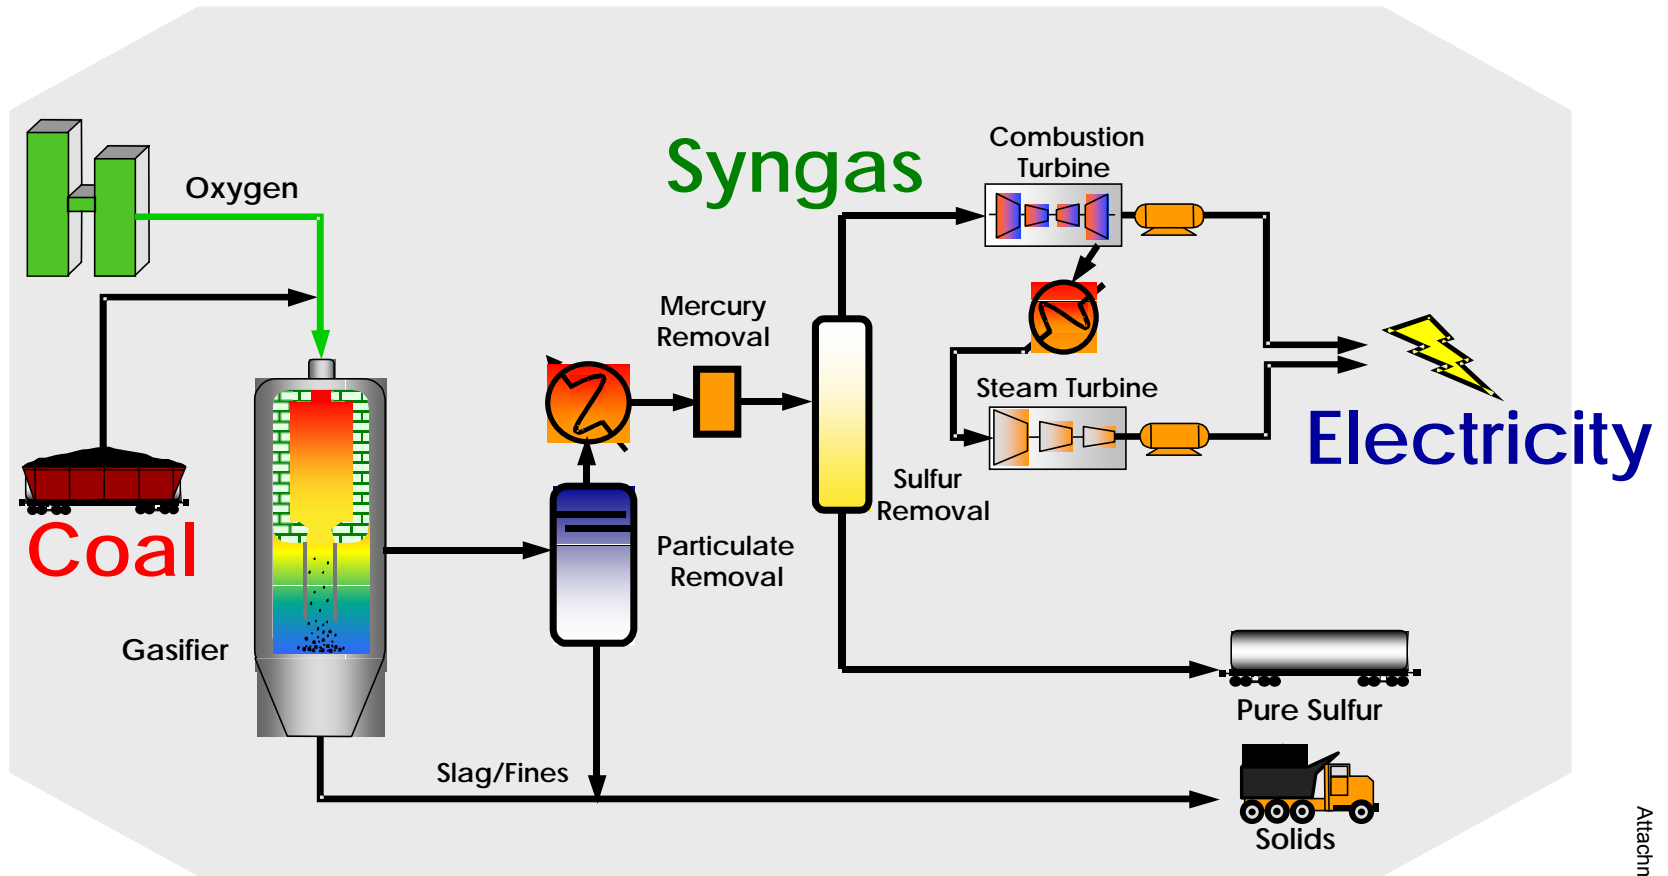 Oxygen
Syngas
Combustion
Turbine
Mercury
Removal
Steam Turbine
Electricity
Sulfur
Removal
Coal
Particulate
Removal
Gasifier
Pure Sulfur
Slag/Fines
Solids
Attachn